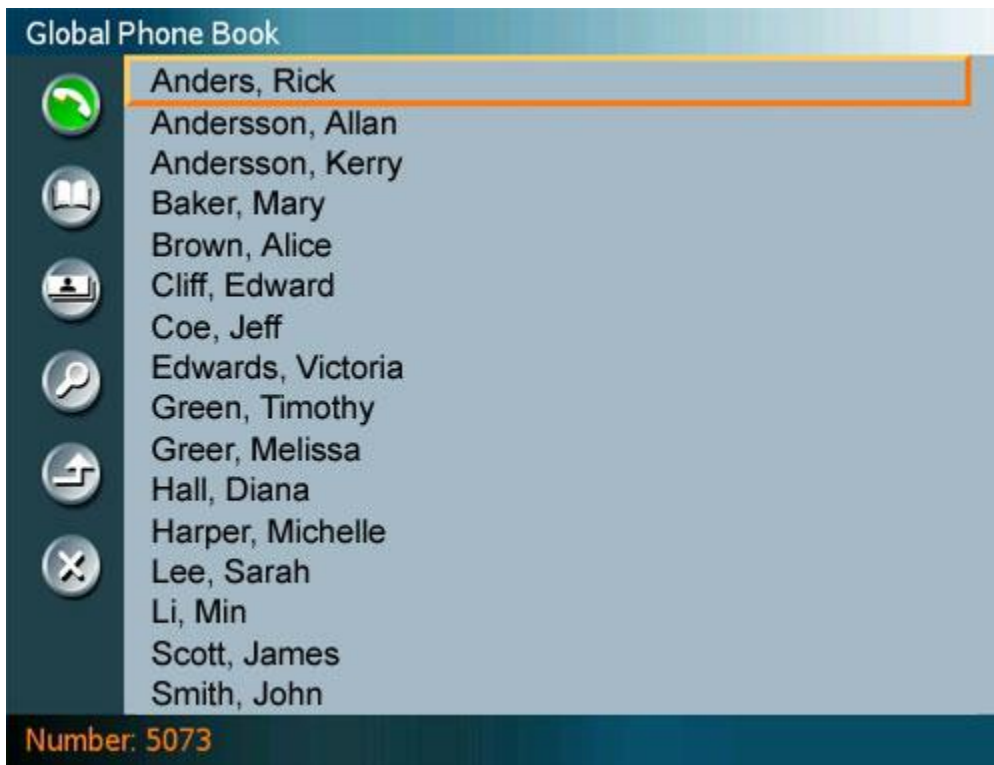 Global Phone Book
Anders, Rick
Andersson, Allan
Andersson, Kerry
Baker, Mary
Brown, Alice
Cliff, Edward
Coe, Jeff
Edwards, Victoria
Green, Timothy
Greer, Melissa
Hall, Diana
Harper, Michelle
Lee, Sarah
Li, Min
Scott, James
Smith, John
Number: 5073